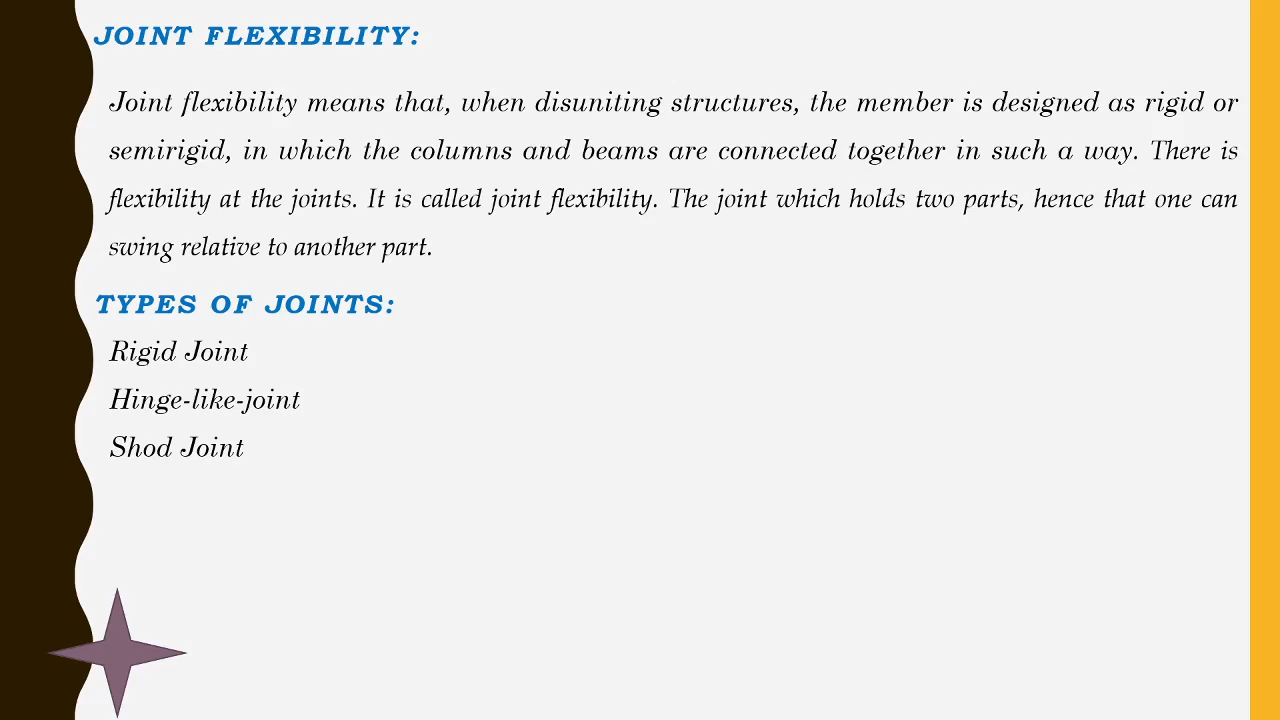 JOINT FLEXIBILITY:
Joint flexibility means that, when disuniting structures, the member is designed as rigid or
semirigid, in which the columns and beams are connected together in such a way. There is
flexibility at the joints. It is called joint flexibility. The joint which holds two parts, hence that one can
swing relative to another part.
TYPES OF JOINTS:
Rigid Joint
Hinge-like-joint
Shod Joint